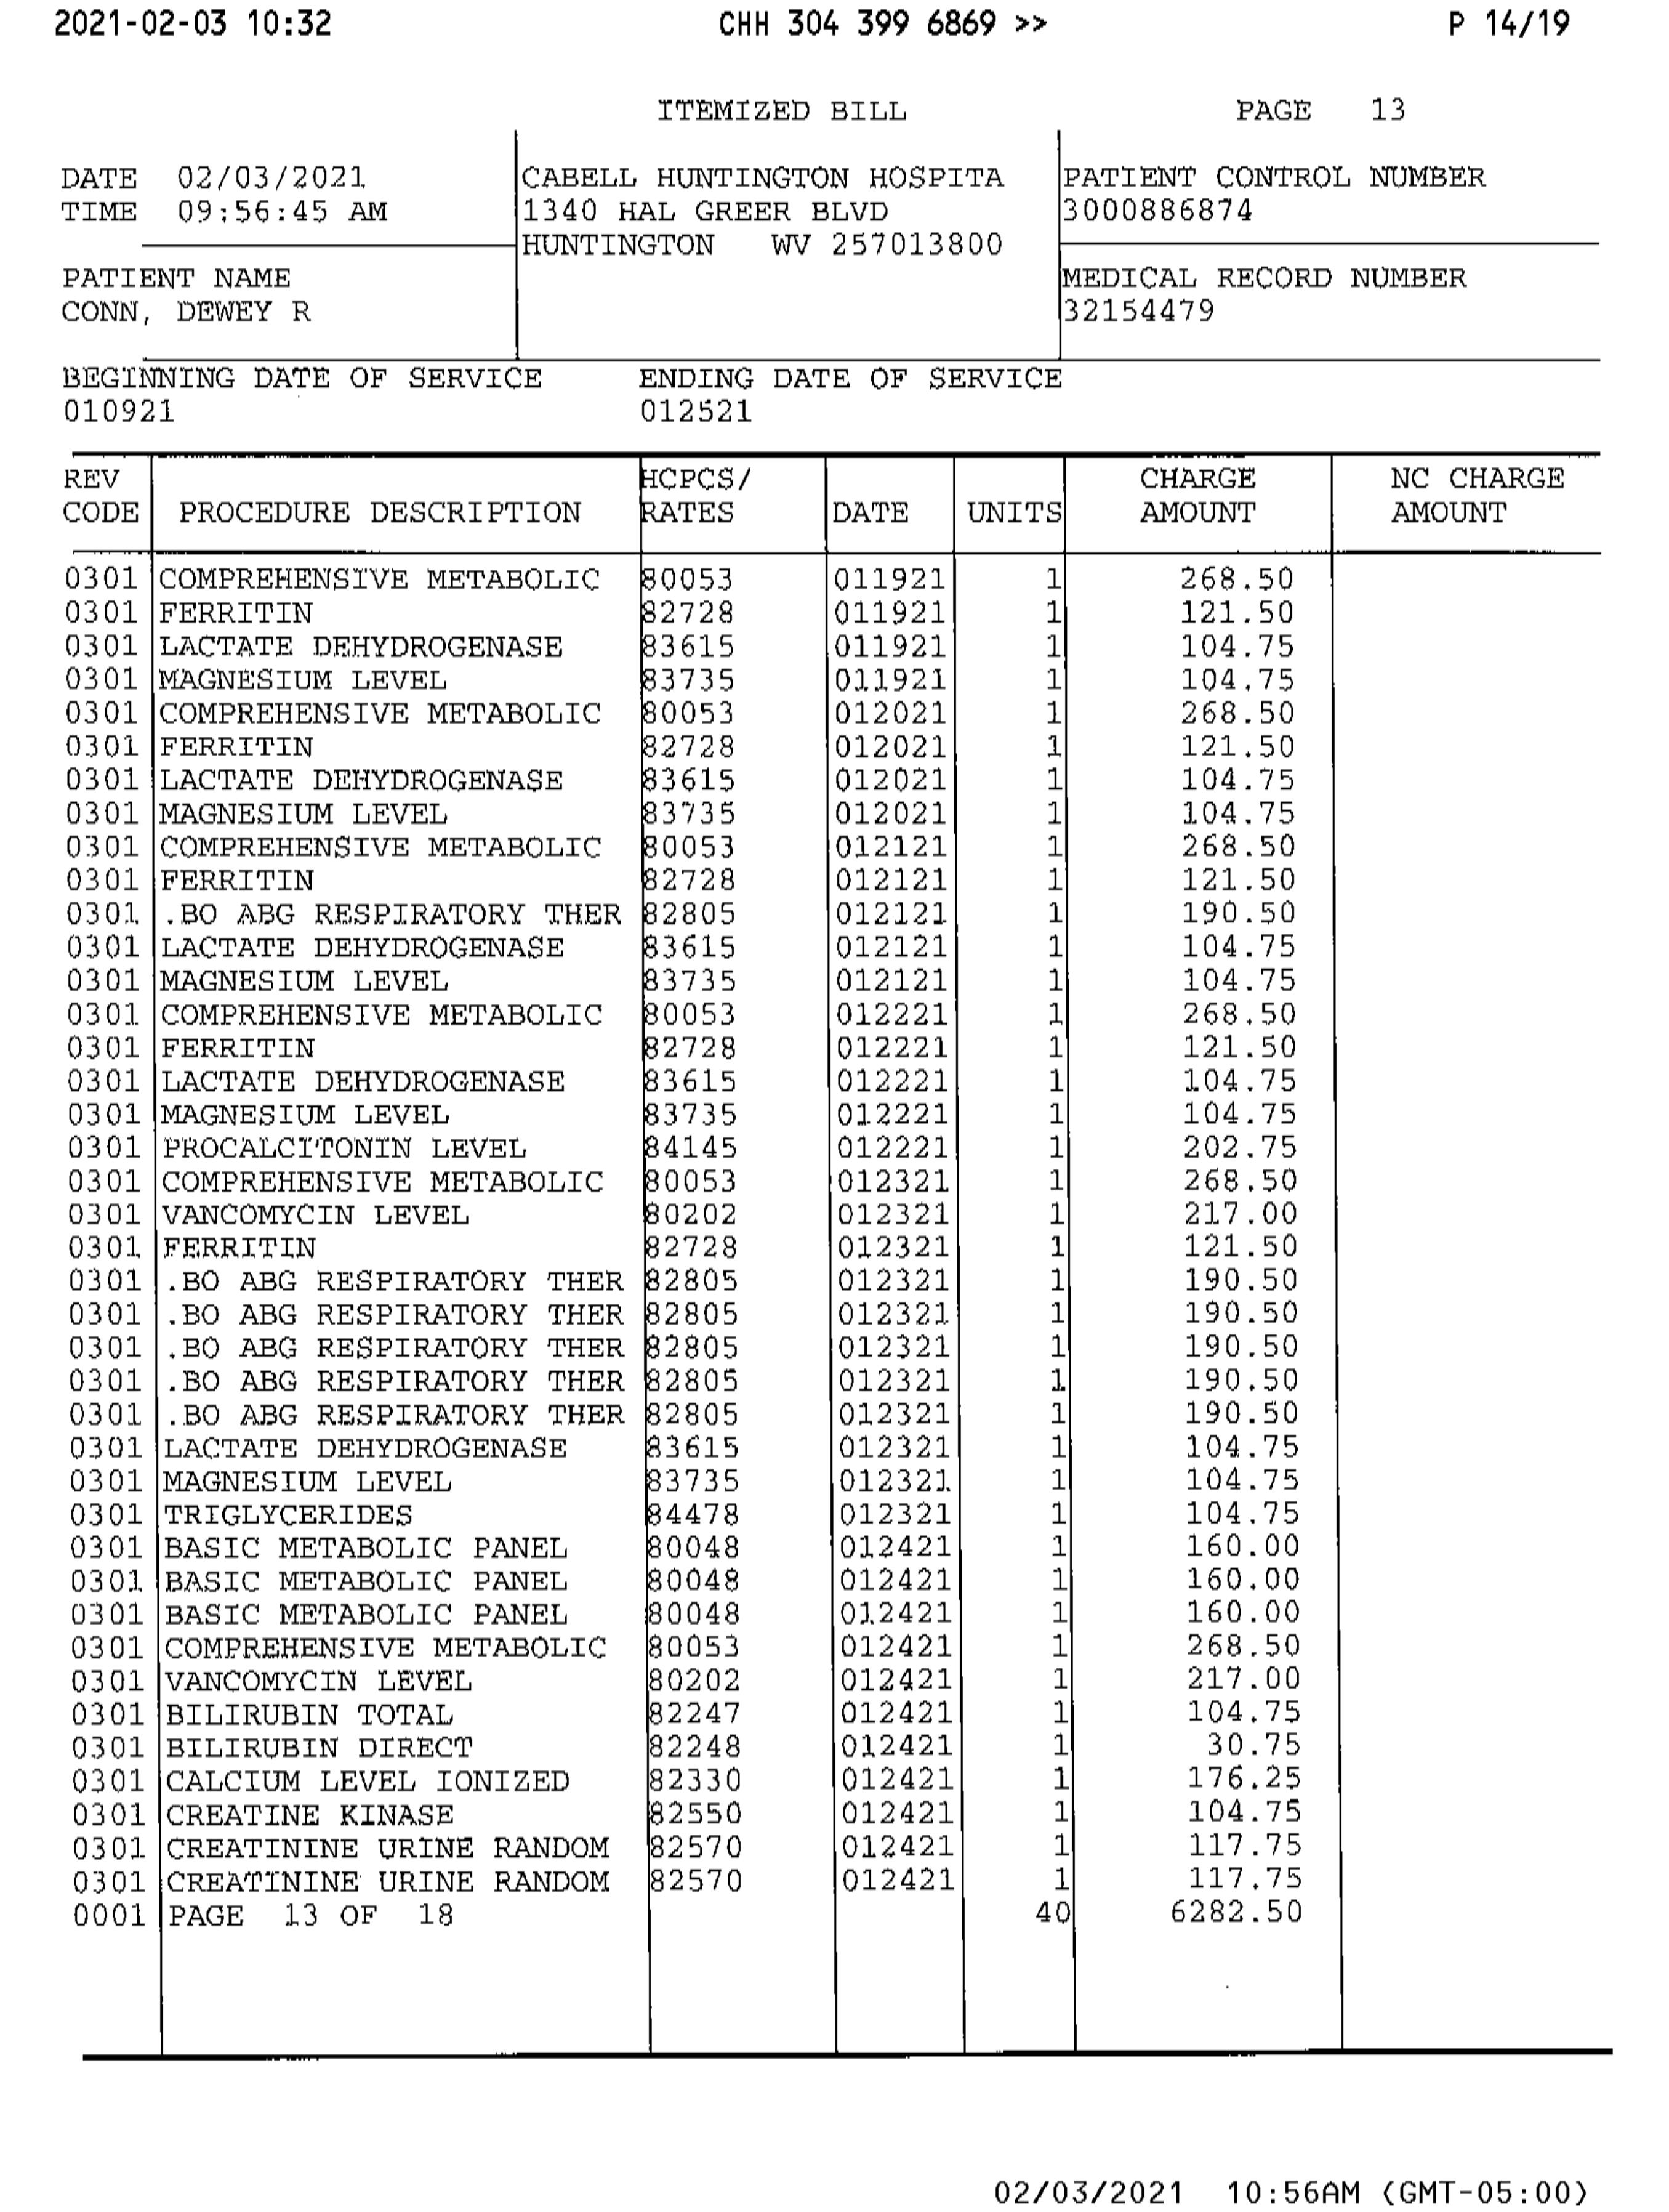 2021-02-03 10:32 CHH 304 399 6869 >> P 14/19
ITEMIZED BILL PAGE 13
DATE 02/03/2021 CABELL HUNTINGTON HOSPITA PATIENT CONTROL NUMBER
TIME 09:56:45 AM 1340 HAL GREER BLVD 3000886874
HUNTINGTON WV 257013800
PATIENT NAME MEDICAL RECORD NUMBER
CONN, DEWEY R 32154479
BEGINNING DATE OF SERVICE ENDING DATE OF SERVICE
010921 012521
REV HCPCS/ CHARGE NC CHARGE
CODE PROCEDURE DESCRIPTION RATES DATE UNITS AMOUNT AMOUNT
0301 COMPREHENSIVE METABOLIC 80053 011921 1 268.50
0301 FERRITIN 82728 011921 1 121.50
0301 LACTATE DEHYDROGENASE 83615 011921 1 104.75
0301 MAGNESIUM LEVEL 83735 011921 1 104.75
0301 COMPREHENSIVE METABOLIC 80053 012021 1 268.50
0301 FERRITIN 82728 012021 1 121.50
0301 LACTATE DEHYDROGENASE 83615 012021 1 104.75
0301 MAGNESIUM LEVEL 83735 012021 1 104.75
0301 COMPREHENSIVE METABOLIC 80053 012121 1 268.50
0301 FERRITIN 82728 012121 1 121.50
0301 .BO ABG RESPIRATORY THER 82805 012121 1 190.50
0301 LACTATE DEHYDROGENASE 83615 012121 1 104.75
0301 MAGNESIUM LEVEL 83735 012121 1 104.75
0301 COMPREHENSIVE METABOLIC 80053 012221 1 268.50
0301 FERRITIN 82728 012221 1 121.50
0301 LACTATE DEHYDROGENASE 83615 012221 1 104.75
0301 MAGNESIUM LEVEL 83735 012221 1 104.75
0301 PROCALCITONIN LEVEL 84145 012221 1 202.75
0301 COMPREHENSIVE METABOLIC 80053 012321 1 268.50
0301 VANCOMYCIN LEVEL 80202 012321 1 217.00
0301 FERRITIN 82728 012321 1 121.50
0301 .BO ABG RESPIRATORY THER 82805 012321 1 190.50
0301 .BO ABG RESPIRATORY THER 82805 012321 1 190.50
0301 .BO ABG RESPIRATORY THER 82805 012321 1 190.50
0301 .BO ABG RESPIRATORY THER 82805 012321 1 190.50
0301 .BO ABG RESPIRATORY THER 82805 012321 1 190.50
0301 LACTATE DEHYDROGENASE 83615 012321 1 104.75
0301 MAGNESIUM LEVEL 83735 012321 1 104.75
0301 TRIGLYCERIDES 84478 012321 1 104.75
0301 BASIC METABOLIC PANEL 80048 012421 1 160.00
0301 BASIC METABOLIC PANEL 80048 012421 1 160.00
0301 BASIC METABOLIC PANEL 80048 012421 1 160.00
0301 COMPREHENSIVE METABOLIC 80053 012421 1 268.50
0301 VANCOMYCIN LEVEL 80202 012421 1 217.00
0301 BILIRUBIN TOTAL 82247 012421 1 104.75
0301 BILIRUBIN DIRECT 82248 012421 1 30.75
0301 CALCIUM LEVEL IONIZED 82330 012421 1 176.25
0301 CREATINE KINASE 82550 012421 1 104.75
0301 CREATININE URINE RANDOM 82570 012421 1 117.75
0301 CREATININE URINE RANDOM 82570 012421 1 117.75
0001 PAGE 13 OF 18 40 6282.50
02/03/2021 10:56AM (GMT-05:00)